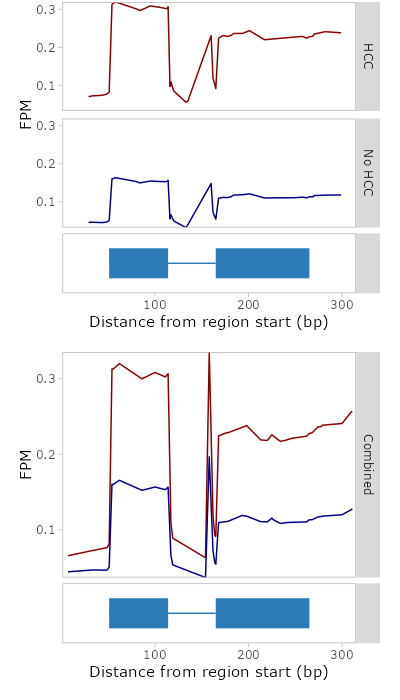 0.3
0.2
0.1
HCC
FPM
0.3
0.2
0.1
No HCC
100
200
300
Distance from region start (bp)
0.3
0.2
0.1
FPM
Combined
100
200
300
Distance from region start (bp)